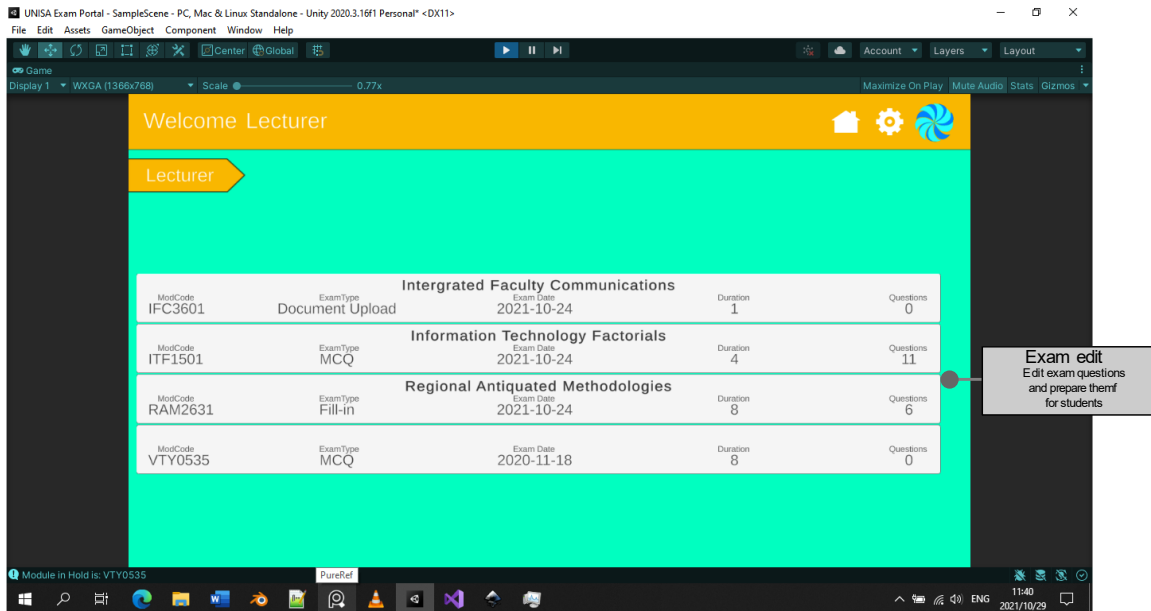 UNISA Exam Portal - SampleScene - PC, Mac & Linux Standalone - Unity 2020.3.16f1 Personal* <DX11>
File Edit Assets GameObject Component Window Help
Center Global Account Layers Layout
Game
Display 1 WXGA (1366x768) Scale 0.77x Maximize On Play Mute Audio Stats Gizmos
Welcome Lecturer
Lecturer
Intergrated Faculty Communications
ModCode ExamType Exam Date Duration Questions
IFC3601 Document Upload 2021-10-24 1 0
Information Technology Factorials
ModCode ExamType Exam Date Duration Questions
ITF1501 MCQ 2021-10-24 4 11
Regional Antiquated Methodologies
ModCode ExamType Exam Date Duration Questions
RAM2631 Fill-in 2021-10-24 8 6
ModCode ExamType Exam Date Duration Questions
VTY0535 MCQ 2020-11-18 8 0
Exam edit
Edit exam questions
and prepare themf
for students
Module in Hold is: VTY0535
PureRef
ENG 11:40
2021/10/29